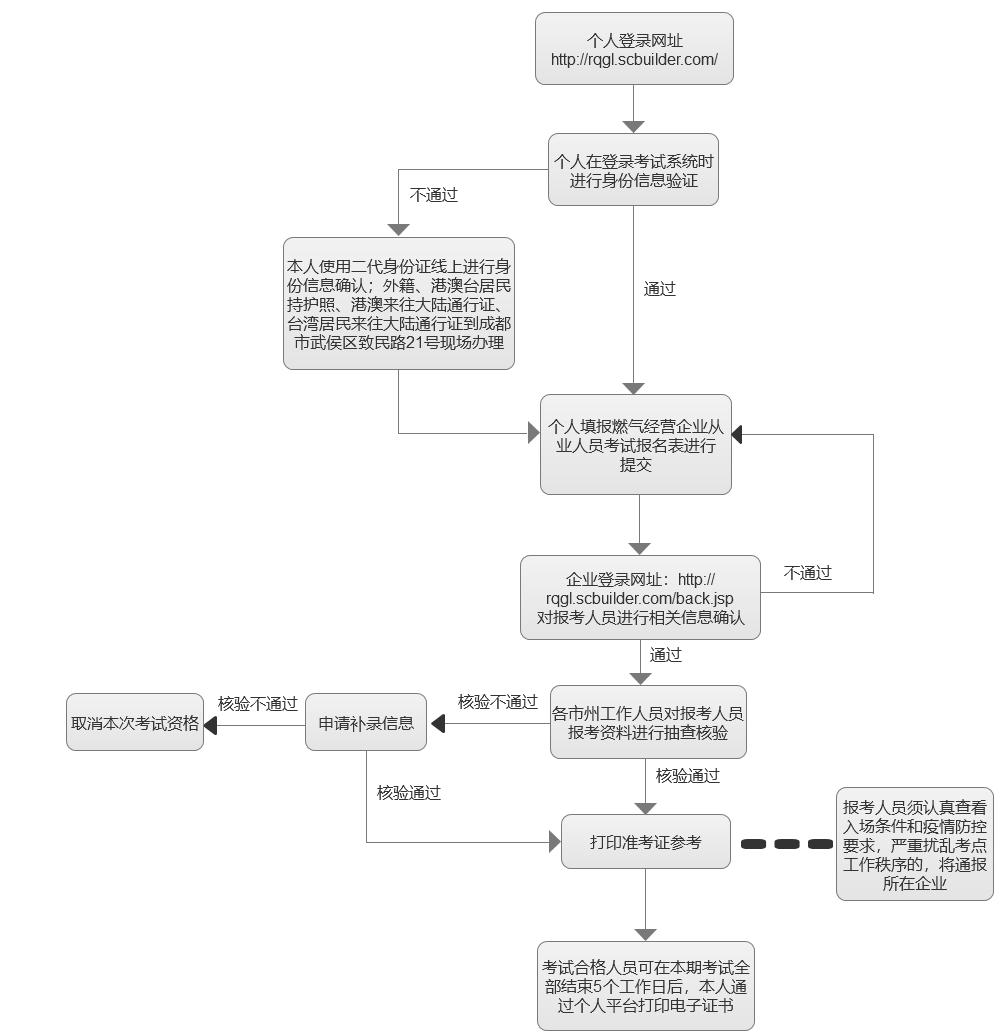 个人登录网址
http://rqgl.scbuilder.com/
个人在登录考试系统时
进行身份信息验证
不通过
通过
本人使用二代身份证线上进行身
份信息确认；外籍、港澳台居民
持护照、港澳来往大陆通行证、
台湾居民来往大陆通行证到成都
市武侯区致民路21号现场办理
个人填报燃气经营企业从
业人员考试报名表进行
提交
企业登录网址：http://
rqgl.scbuilder.com/back.jsp
对报考人员进行相关信息确认
不通过
通过
各市州工作人员对报考人员
报考资料进行抽查核验
核验不通过
申请补录信息
核验不通过
取消本次考试资格
核验通过
核验通过
打印准考证参考
报考人员须认真查看
入场条件和疫情防控
要求，严重扰乱考点
工作秩序的，将通报
所在企业
考试合格人员可在本期考试全
部结束5个工作日后，本人通
过个人平台打印电子证书